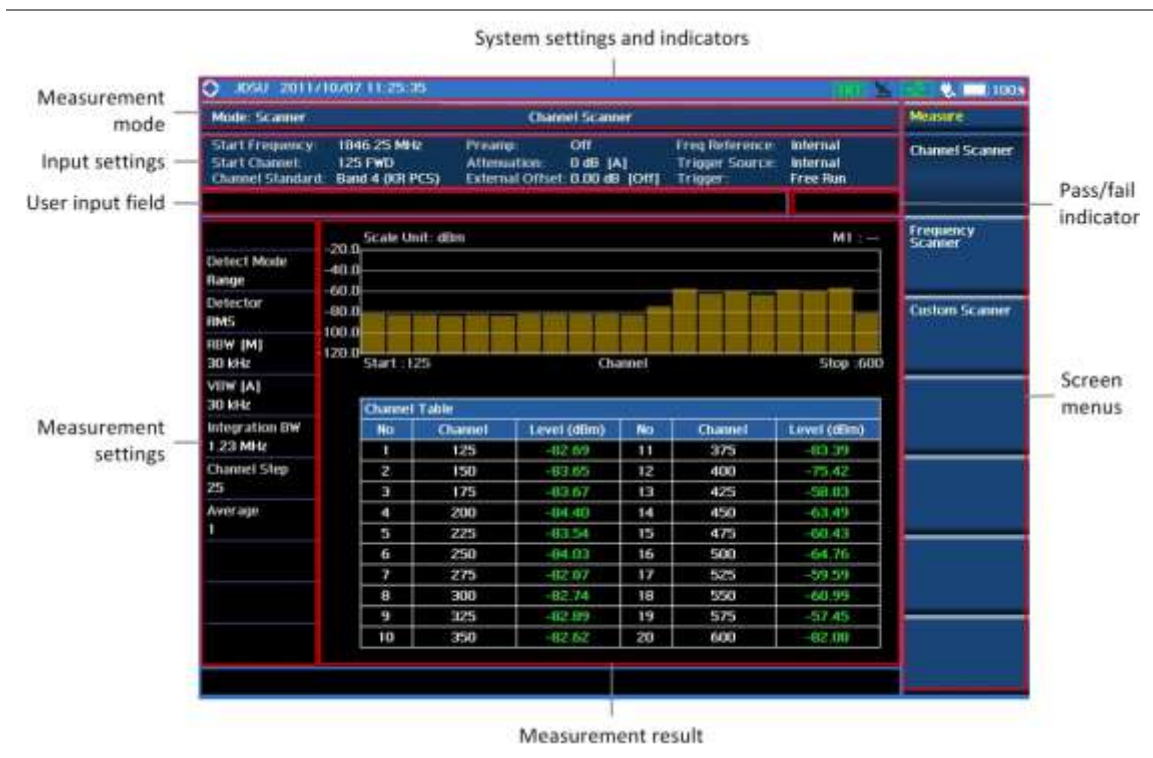 System settings and indicators
JDSU 2011/10/07 11:25:35 100%
Measurement mode
Mode: Scanner Channel Scanner
Measure
Input settings
Start Frequency: 1846.25 MHz Preamp: Off Freq Reference: Internal
Start Channel: 125 FWD Attenuation: 0 dB [A] Trigger Source: Internal
Channel Standard: Band 4 (KR PCS) External Offset: 0.00 dB [Off] Trigger: Free Run
Channel Scanner
User input field
Pass/fail indicator
Frequency Scanner
Custom Scanner
Screen menus
Measurement settings
Detect Mode
Range
Detector
RMS
RBW [M]
30 kHz
VBW [A]
30 kHz
Integration BW
1.23 MHz
Channel Step
25
Average
1
Scale Unit: dBm M1 : --
-20.0
-40.0
-60.0
-80.0
100.0
120.0
Start :125 Channel Stop :600
Channel Table
No Channel Level (dBm) No Channel Level (dBm)
1 125 -82.69 11 375 -83.39
2 150 -83.65 12 400 -75.42
3 175 -83.67 13 425 -58.03
4 200 -84.40 14 450 -63.49
5 225 -83.54 15 475 -60.43
6 250 -84.03 16 500 -64.76
7 275 -82.07 17 525 -59.59
8 300 -82.74 18 550 -60.99
9 325 -82.89 19 575 -57.45
10 350 -82.62 20 600 -82.00
Measurement result